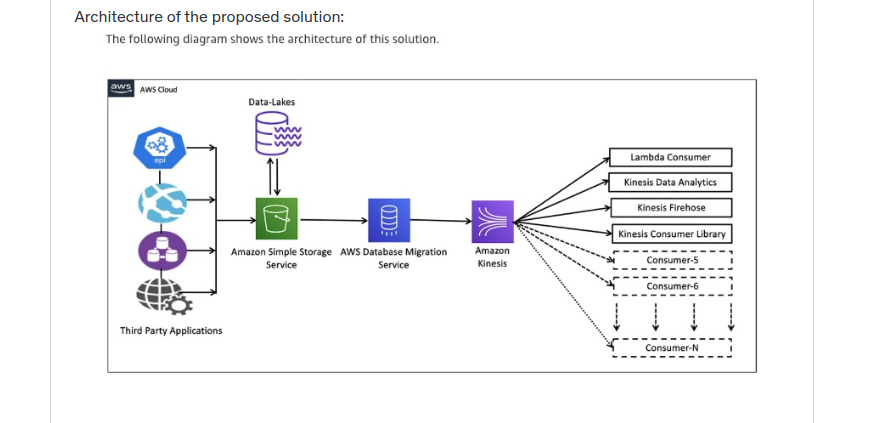 Architecture of the proposed solution:
The following diagram shows the architecture of this solution.
aws
AWS Cloud
Data-Lakes
api
Amazon Simple Storage
Service
AWS Database Migration
Service
Amazon
Kinesis
Third Party Applications
Lambda Consumer
Kinesis Data Analytics
Kinesis Firehose
Kinesis Consumer Library
Consumer-5
Consumer-6
Consumer-N